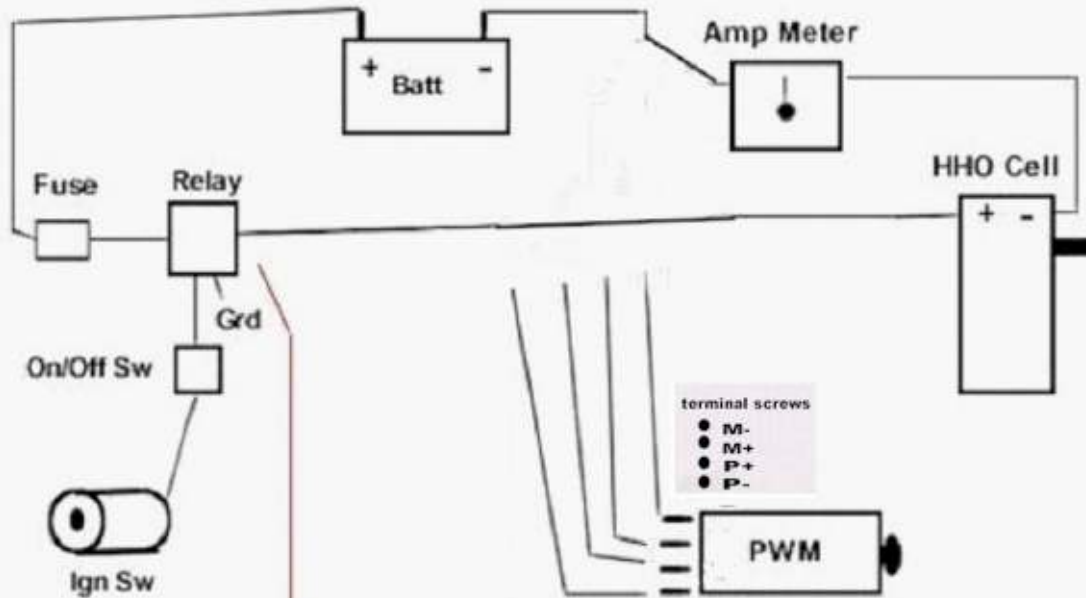 Amp Meter
+ -
Batt
HHO Cell
+ -
Fuse
Relay
Grd
On/Off Sw
terminal screws
M-
M+
P+
P-
PWM
Ign Sw